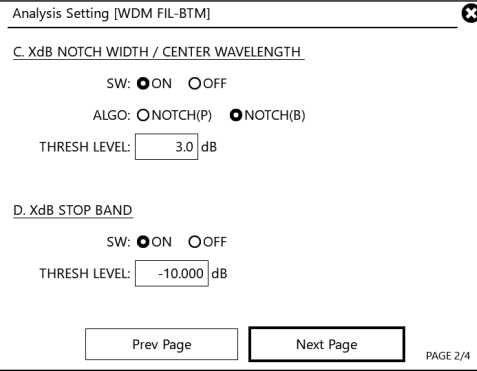 Analysis Setting [WDM FIL-BTM]
C. XdB NOTCH WIDTH / CENTER WAVELENGTH
SW: ON OFF
ALGO: NOTCH(P) NOTCH(B)
THRESH LEVEL: 3.0 dB
D. XdB STOP BAND
SW: ON OFF
THRESH LEVEL: -10.000 dB
Prev Page Next Page
PAGE 2/4